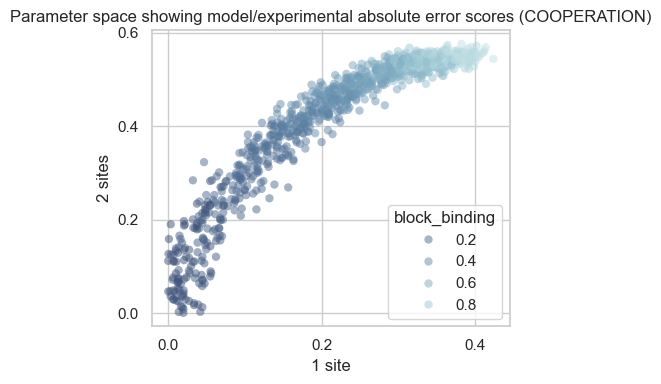 Parameter space showing model/experimental absolute error scores (COOPERATION)
0.6
0.4
0.2
0.0
2 sites
block_binding
0.2
0.4
0.6
0.8
0.0
0.2
0.4
1 site